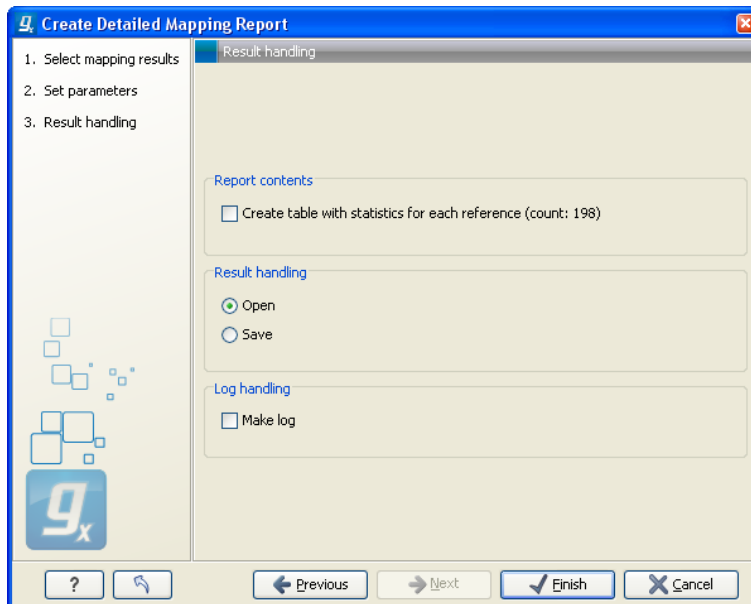 gx Create Detailed Mapping Report
1. Select mapping results
2. Set parameters
3. Result handling
Result handling
Report contents
Create table with statistics for each reference (count: 198)
Result handling
Open
Save
Log handling
Make log
gx
?
Previous
Next
Finish
Cancel